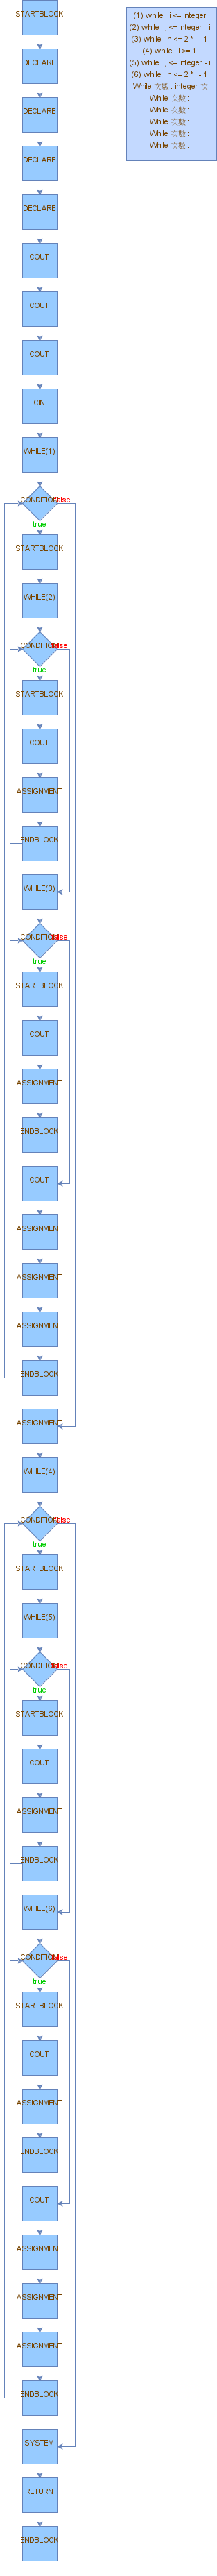 STARTBLOCK
DECLARE
DECLARE
DECLARE
DECLARE
COUT
COUT
COUT
CIN
WHILE(1)
CONDITION
false
true
STARTBLOCK
WHILE(2)
CONDITION
false
true
STARTBLOCK
COUT
ASSIGNMENT
ENDBLOCK
WHILE(3)
CONDITION
false
true
STARTBLOCK
COUT
ASSIGNMENT
ENDBLOCK
COUT
ASSIGNMENT
ASSIGNMENT
ASSIGNMENT
ENDBLOCK
ASSIGNMENT
WHILE(4)
CONDITION
false
true
STARTBLOCK
WHILE(5)
CONDITION
false
true
STARTBLOCK
COUT
ASSIGNMENT
ENDBLOCK
WHILE(6)
CONDITION
false
true
STARTBLOCK
COUT
ASSIGNMENT
ENDBLOCK
COUT
ASSIGNMENT
ASSIGNMENT
ASSIGNMENT
ENDBLOCK
SYSTEM
RETURN
ENDBLOCK
(1) while : i <= integer
(2) while : j <= integer - i
(3) while : n <= 2 * i - 1
(4) while : i >= 1
(5) while : j <= integer - i
(6) while : n <= 2 * i - 1
While 次數 : integer 次
While 次數 :
While 次數 :
While 次數 :
While 次數 :
While 次數 :